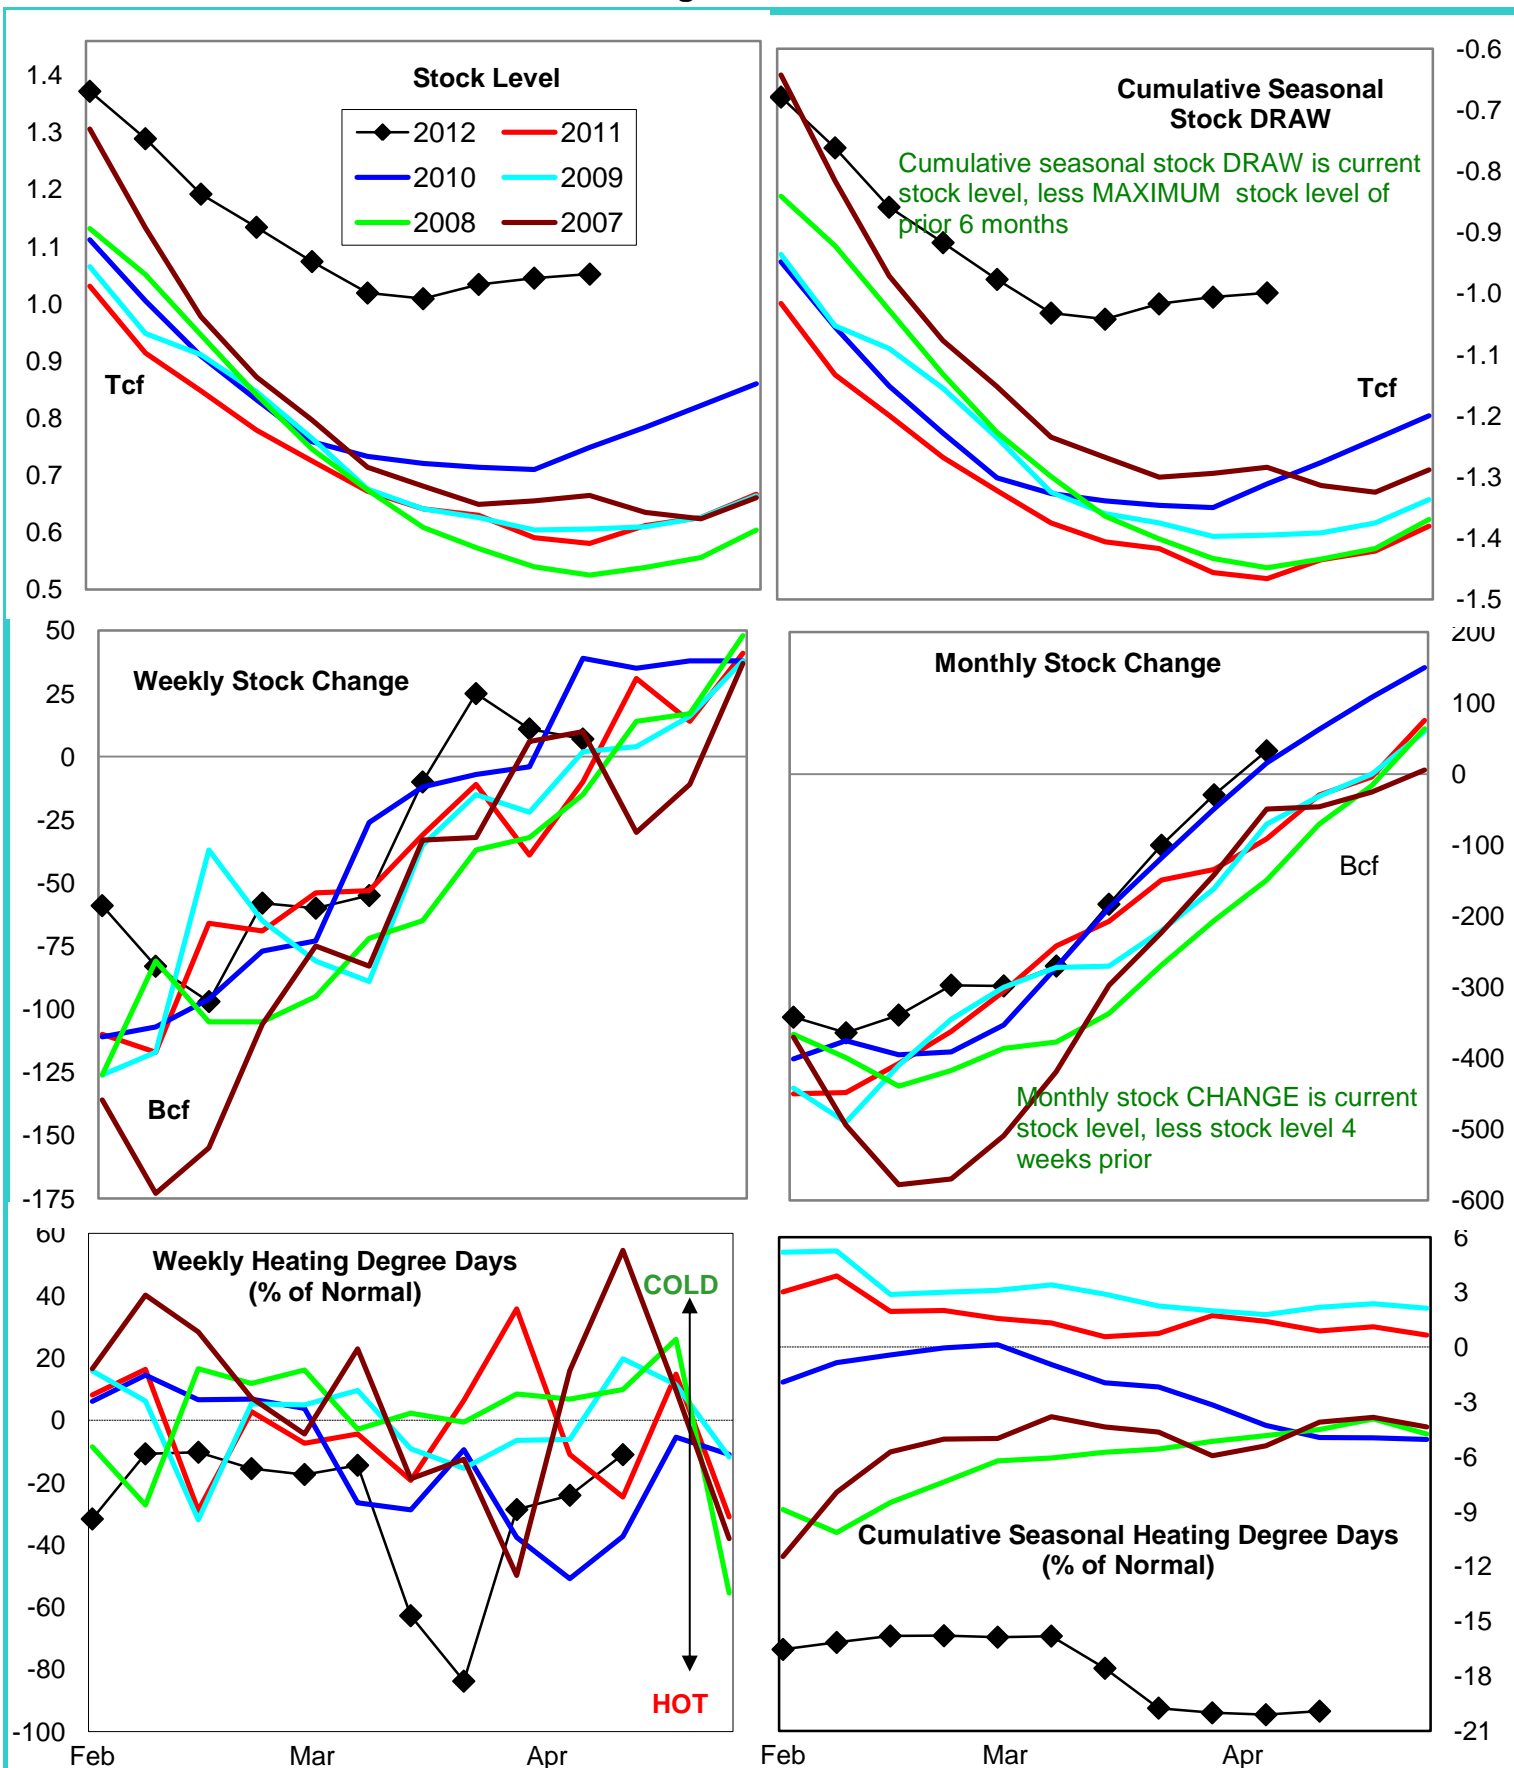 Stock Level
1.4
1.3
1.2
1.1
1.0
0.9
0.8
0.7
0.6
0.5
2012 2011
2010 2009
2008 2007
Tcf
Cumulative Seasonal
Stock DRAW
Cumulative seasonal stock DRAW is current
stock level, less MAXIMUM stock level of
prior 6 months
Tcf
-0.6
-0.7
-0.8
-0.9
-1.0
-1.1
-1.2
-1.3
-1.4
-1.5
Weekly Stock Change
50
25
0
-25
-50
-75
-100
-125
-150
-175
Bcf
Monthly Stock Change
200
100
0
-100
-200
-300
-400
-500
-600
Bcf
Monthly stock CHANGE is current
stock level, less stock level 4
weeks prior
Weekly Heating Degree Days
(% of Normal)
60
40
20
0
-20
-40
-60
-80
-100
COLD
HOT
Feb Mar Apr
Cumulative Seasonal Heating Degree Days
(% of Normal)
6
3
0
-3
-6
-9
-12
-15
-18
-21
Feb Mar Apr